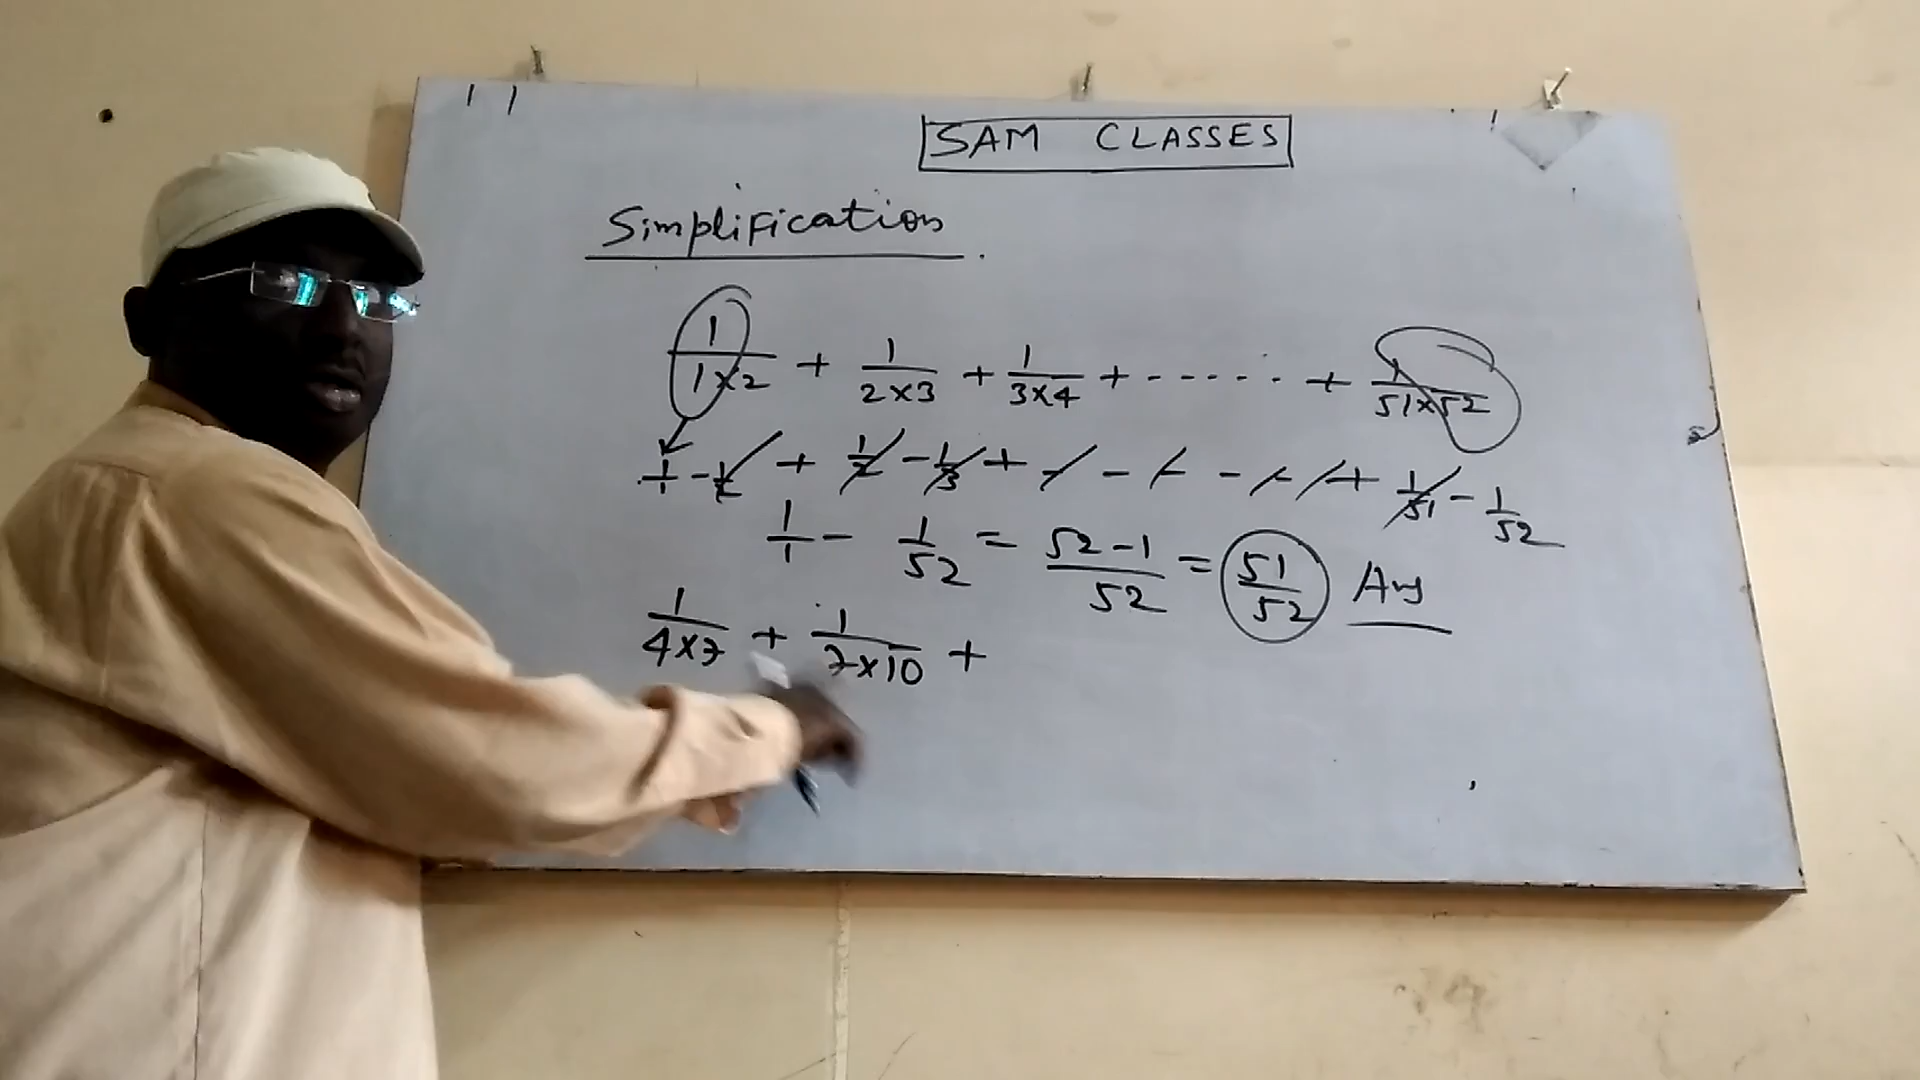 SAM CLASSES
Simplification
1/1×2 + 1/2×3 + 1/3×4 + ------ + 1/51×52
1/1 - 1/2 + 1/2 - 1/3 + / - / - / / + 1/51 - 1/52
1/1 - 1/52 = 52-1/52 = 51/52 Ans
1/4×7 + 1/7×10 +